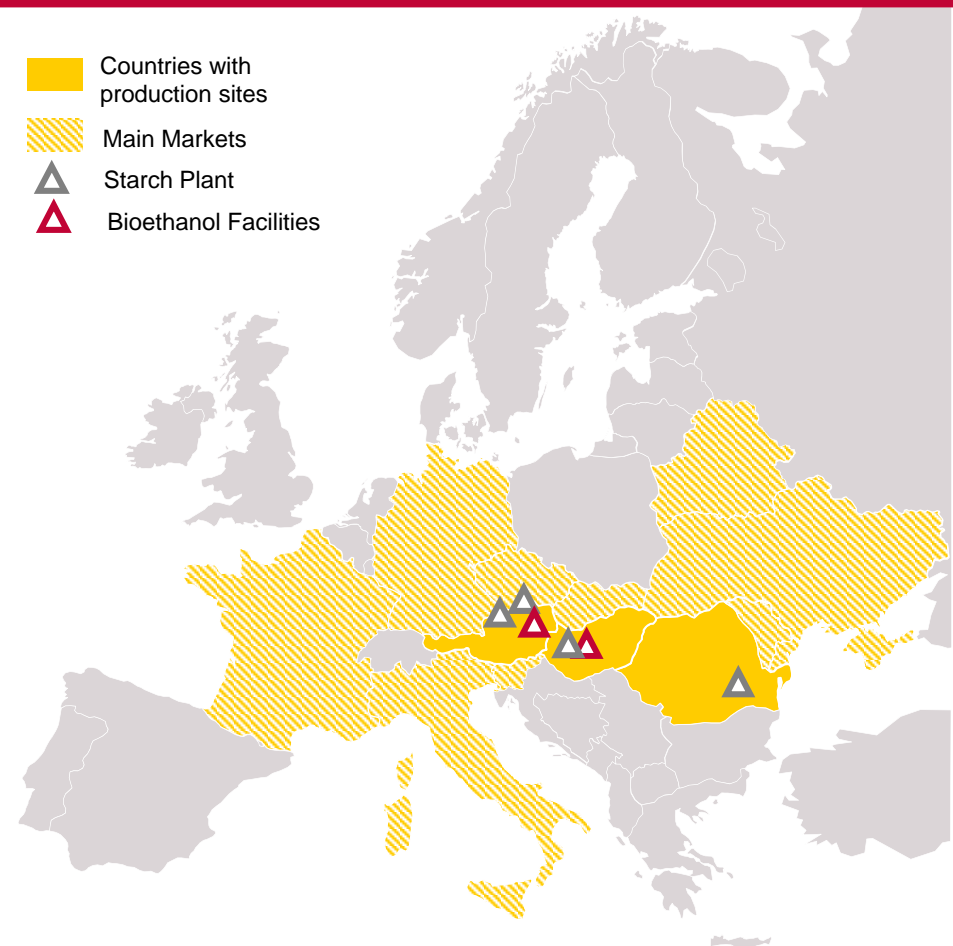 Countries with
production sites
Main Markets
Starch Plant
Bioethanol Facilities